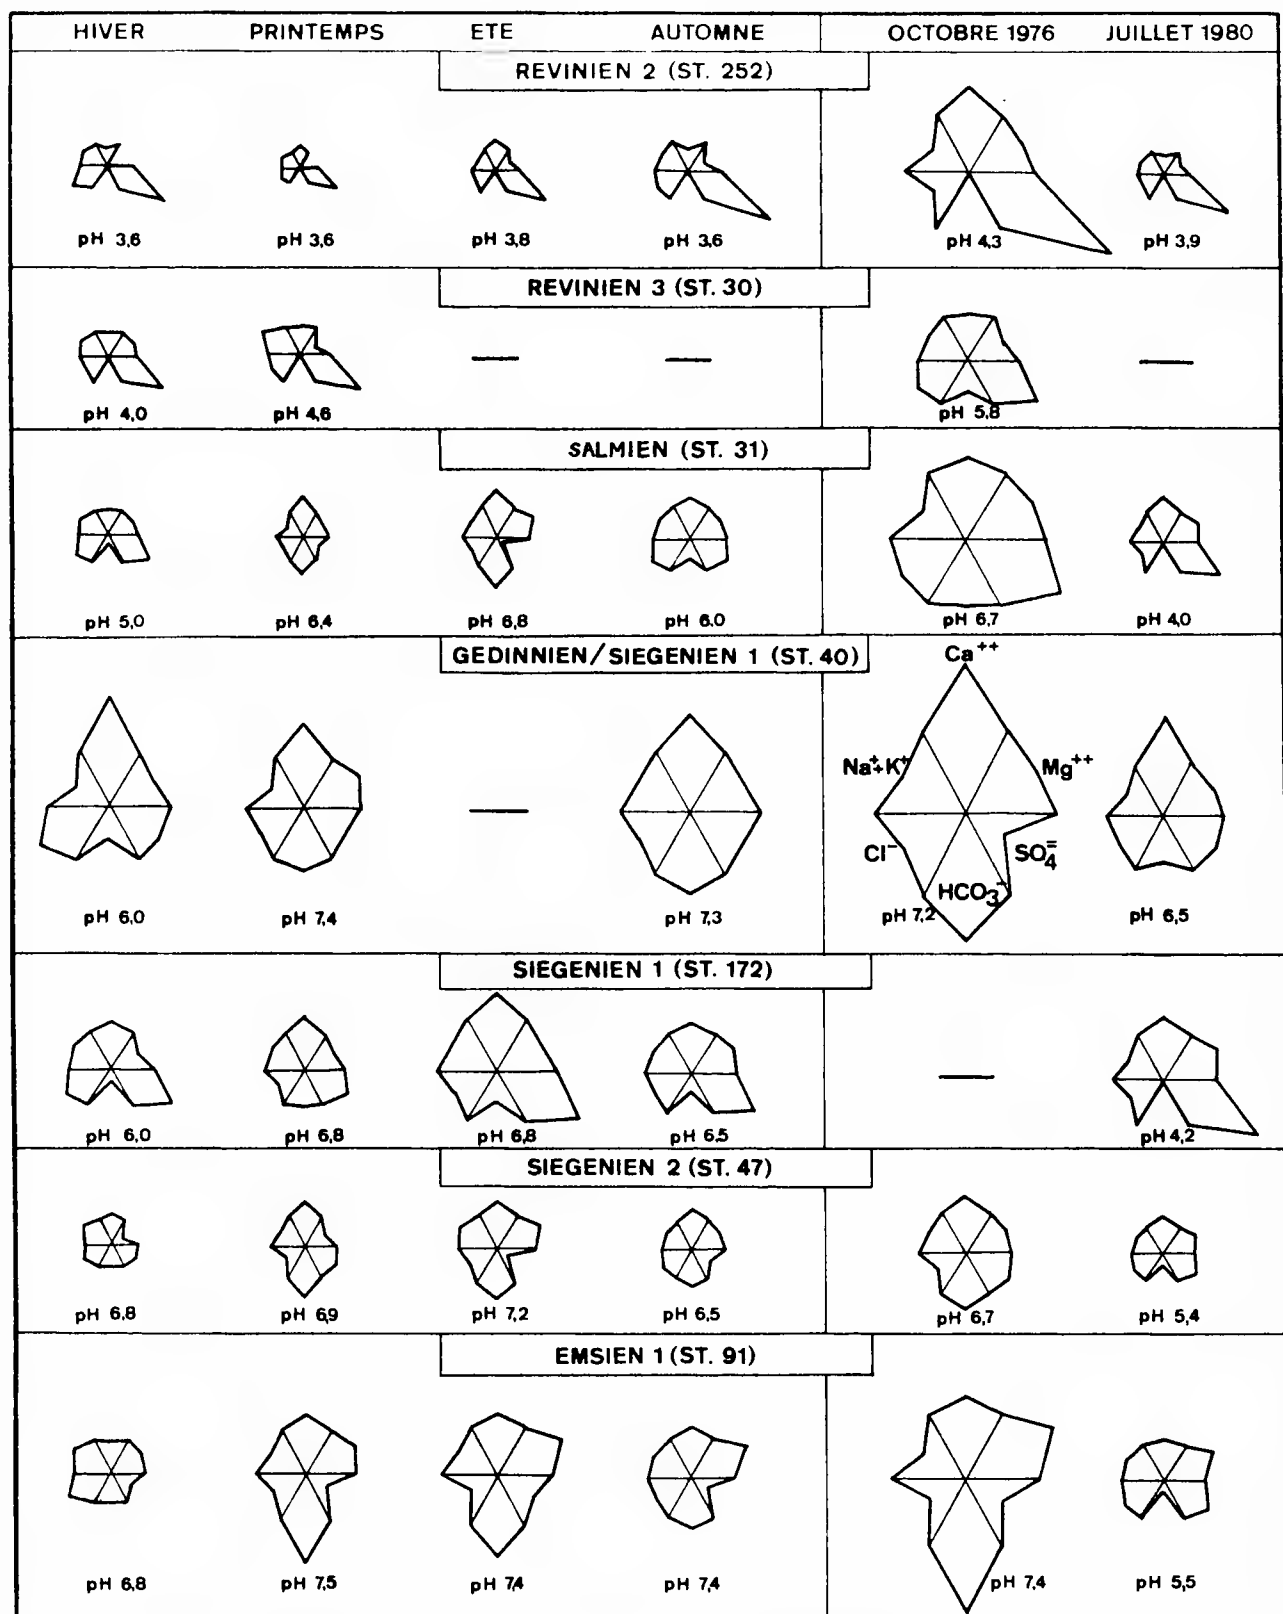 HIVER PRINTEMPS ETE AUTOMNE OCTOBRE 1976 JUILLET 1980
REVINIEN 2 (ST. 252)
pH 3,6 pH 3,6 pH 3,8 pH 3,6 pH 4,3 pH 3,9
REVINIEN 3 (ST. 30)
pH 4,0 pH 4,6 pH 5,8
SALMIEN (ST. 31)
pH 5,0 pH 6,4 pH 6,8 pH 6,0 pH 6,7 pH 4,0
GEDINNIEN/SIEGENIEN 1 (ST. 40)
Ca++
Na++K+ Mg++
Cl− SO4=
HCO3−
pH 6,0 pH 7,4 pH 7,3 pH 7,2 pH 6,5
SIEGENIEN 1 (ST. 172)
pH 6,0 pH 6,8 pH 6,8 pH 6,5 pH 4,2
SIEGENIEN 2 (ST. 47)
pH 6,8 pH 6,9 pH 7,2 pH 6,5 pH 6,7 pH 5,4
EMSIEN 1 (ST. 91)
pH 6,8 pH 7,5 pH 7,4 pH 7,4 pH 7,4 pH 5,5